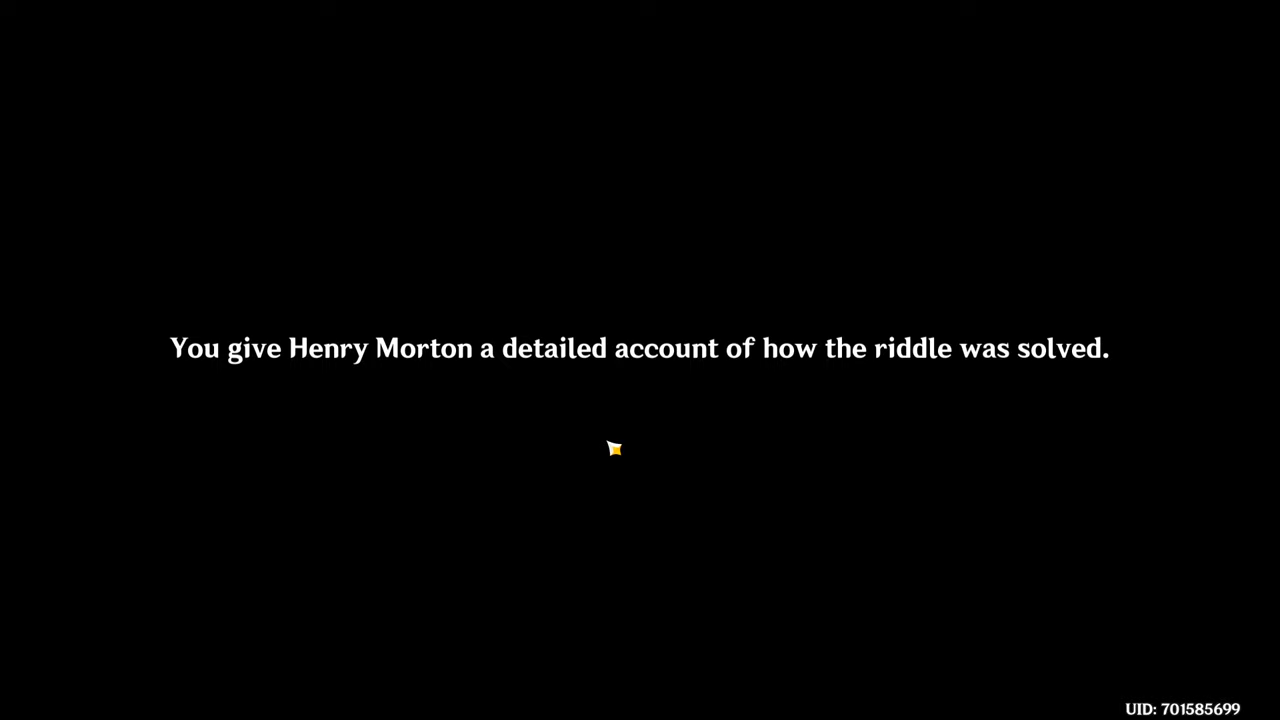 You give Henry Morton a detailed account of how the riddle was solved.
UID: 701585699